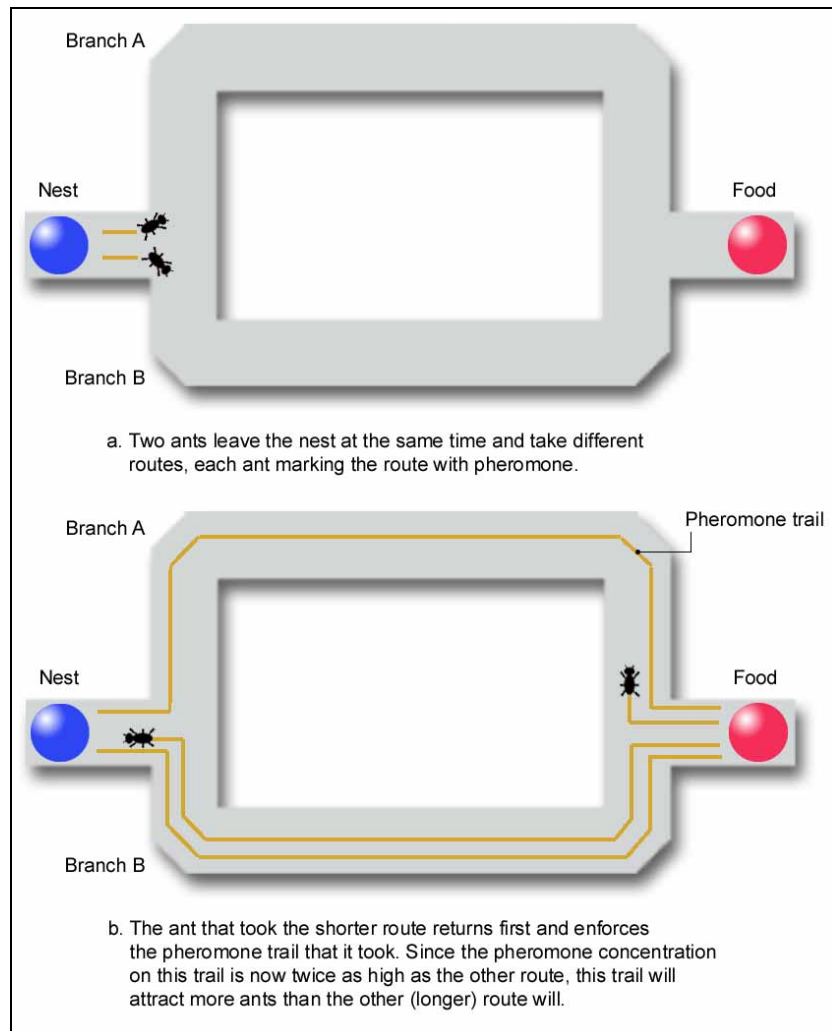 Branch A
Nest
Food
Branch B
a. Two ants leave the nest at the same time and take different
routes, each ant marking the route with pheromone.
Branch A
Pheromone trail
Nest
Food
Branch B
b. The ant that took the shorter route returns first and enforces
the pheromone trail that it took. Since the pheromone concentration
on this trail is now twice as high as the other route, this trail will
attract more ants than the other (longer) route will.